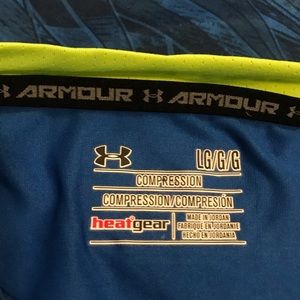 ARMOUR ARMOUR
LG/G/G
COMPRESSION
COMPRESSION/COMPRESIÓN
heatgear
MADE IN JORDAN
FABRIQUÉ EN JORDANIE
HECHO EN JORDANIA